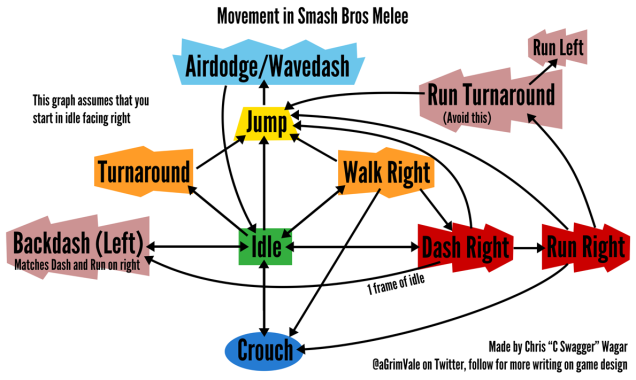 Movement in Smash Bros Melee
Run Left
Airdodge/Wavedash
Run Turnaround
(Avoid this)
This graph assumes that you
start in idle facing right
Jump
Turnaround
Walk Right
Backdash (Left)
Matches Dash and Run on right
Idle
Dash Right
Run Right
1 frame of idle
Crouch
Made by Chris “C Swagger” Wagar
@aGrimVale on Twitter, follow for more writing on game design